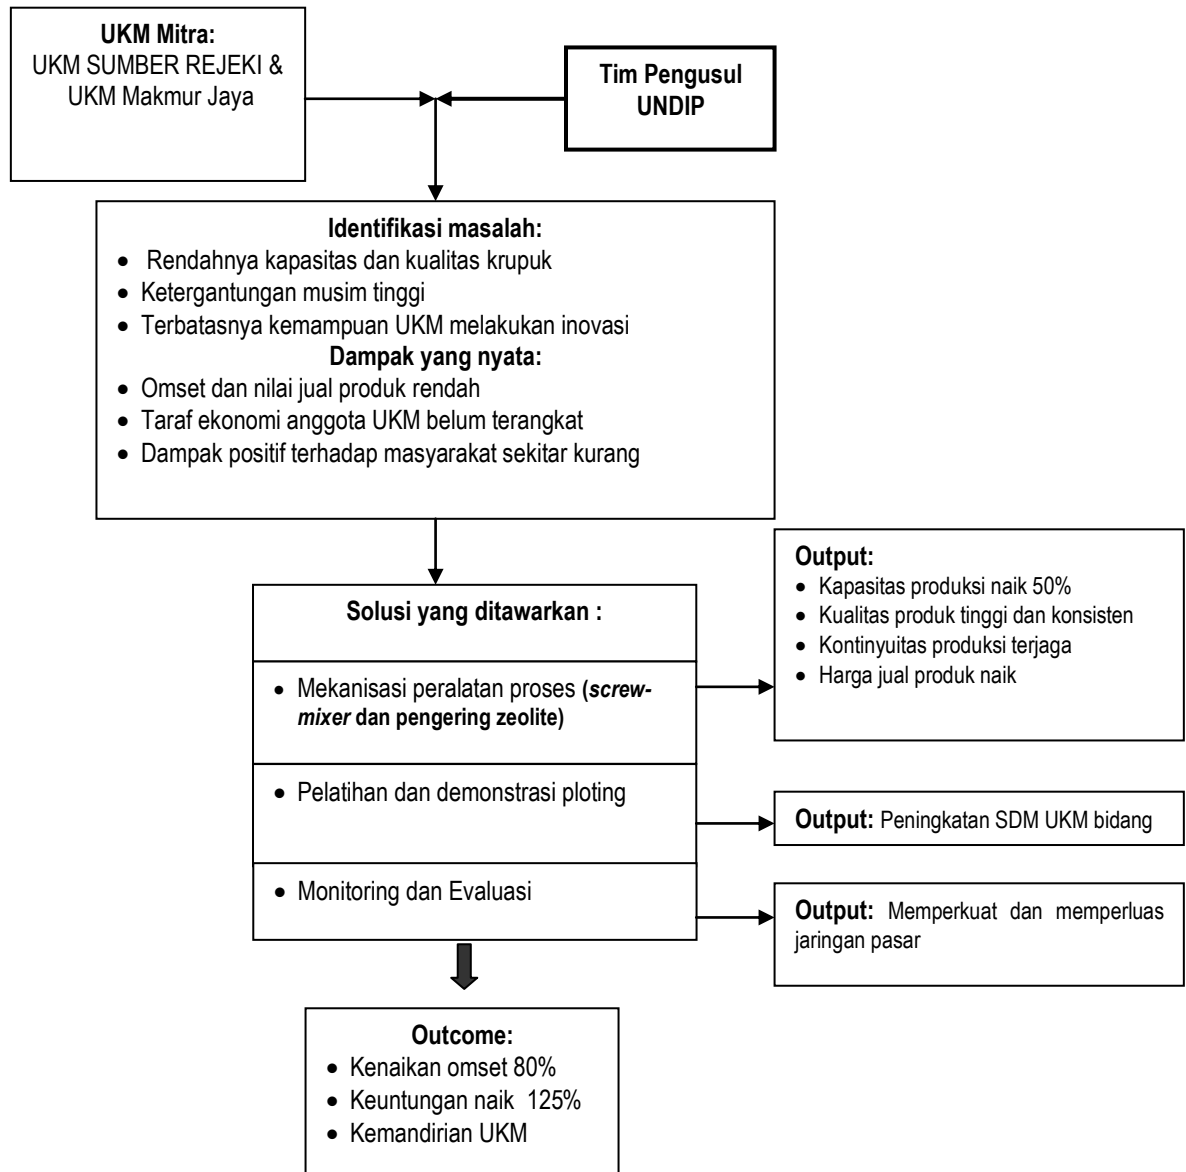 UKM Mitra:
UKM SUMBER REJEKI &
UKM Makmur Jaya
Tim Pengusul
UNDIP
Identifikasi masalah:
• Rendahnya kapasitas dan kualitas krupuk
• Ketergantungan musim tinggi
• Terbatasnya kemampuan UKM melakukan inovasi
Dampak yang nyata:
• Omset dan nilai jual produk rendah
• Taraf ekonomi anggota UKM belum terangkat
• Dampak positif terhadap masyarakat sekitar kurang
Solusi yang ditawarkan :
• Mekanisasi peralatan proses (screw-
mixer dan pengering zeolite)
• Pelatihan dan demonstrasi ploting
• Monitoring dan Evaluasi
Output:
• Kapasitas produksi naik 50%
• Kualitas produk tinggi dan konsisten
• Kontinyuitas produksi terjaga
• Harga jual produk naik
Output: Peningkatan SDM UKM bidang
Output: Memperkuat dan memperluas
jaringan pasar
Outcome:
• Kenaikan omset 80%
• Keuntungan naik 125%
• Kemandirian UKM